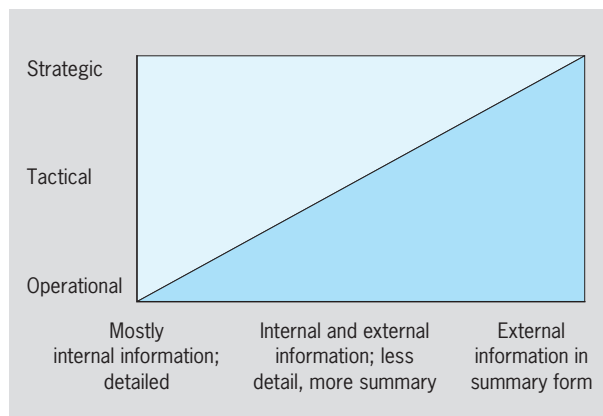 Strategic
Tactical
Operational
Mostly
internal information;
detailed
Internal and external
information; less
detail, more summary
External
information in
summary form